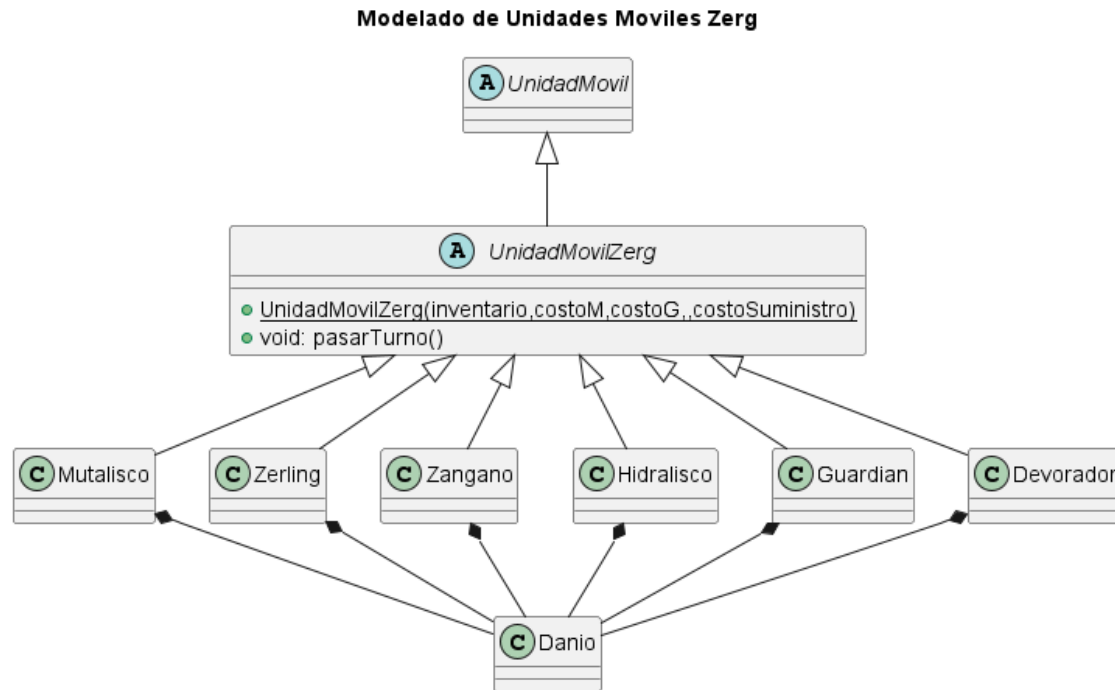 Modelado de Unidades Moviles Zerg
A UnidadMovil
A UnidadMovilZerg
UnidadMovilZerg(inventario,costoM,costoG,,costoSuministro)
void: pasarTurno()
C Mutalisco
C Zerling
C Zangano
C Hidralisco
C Guardian
C Devorador
C Danio